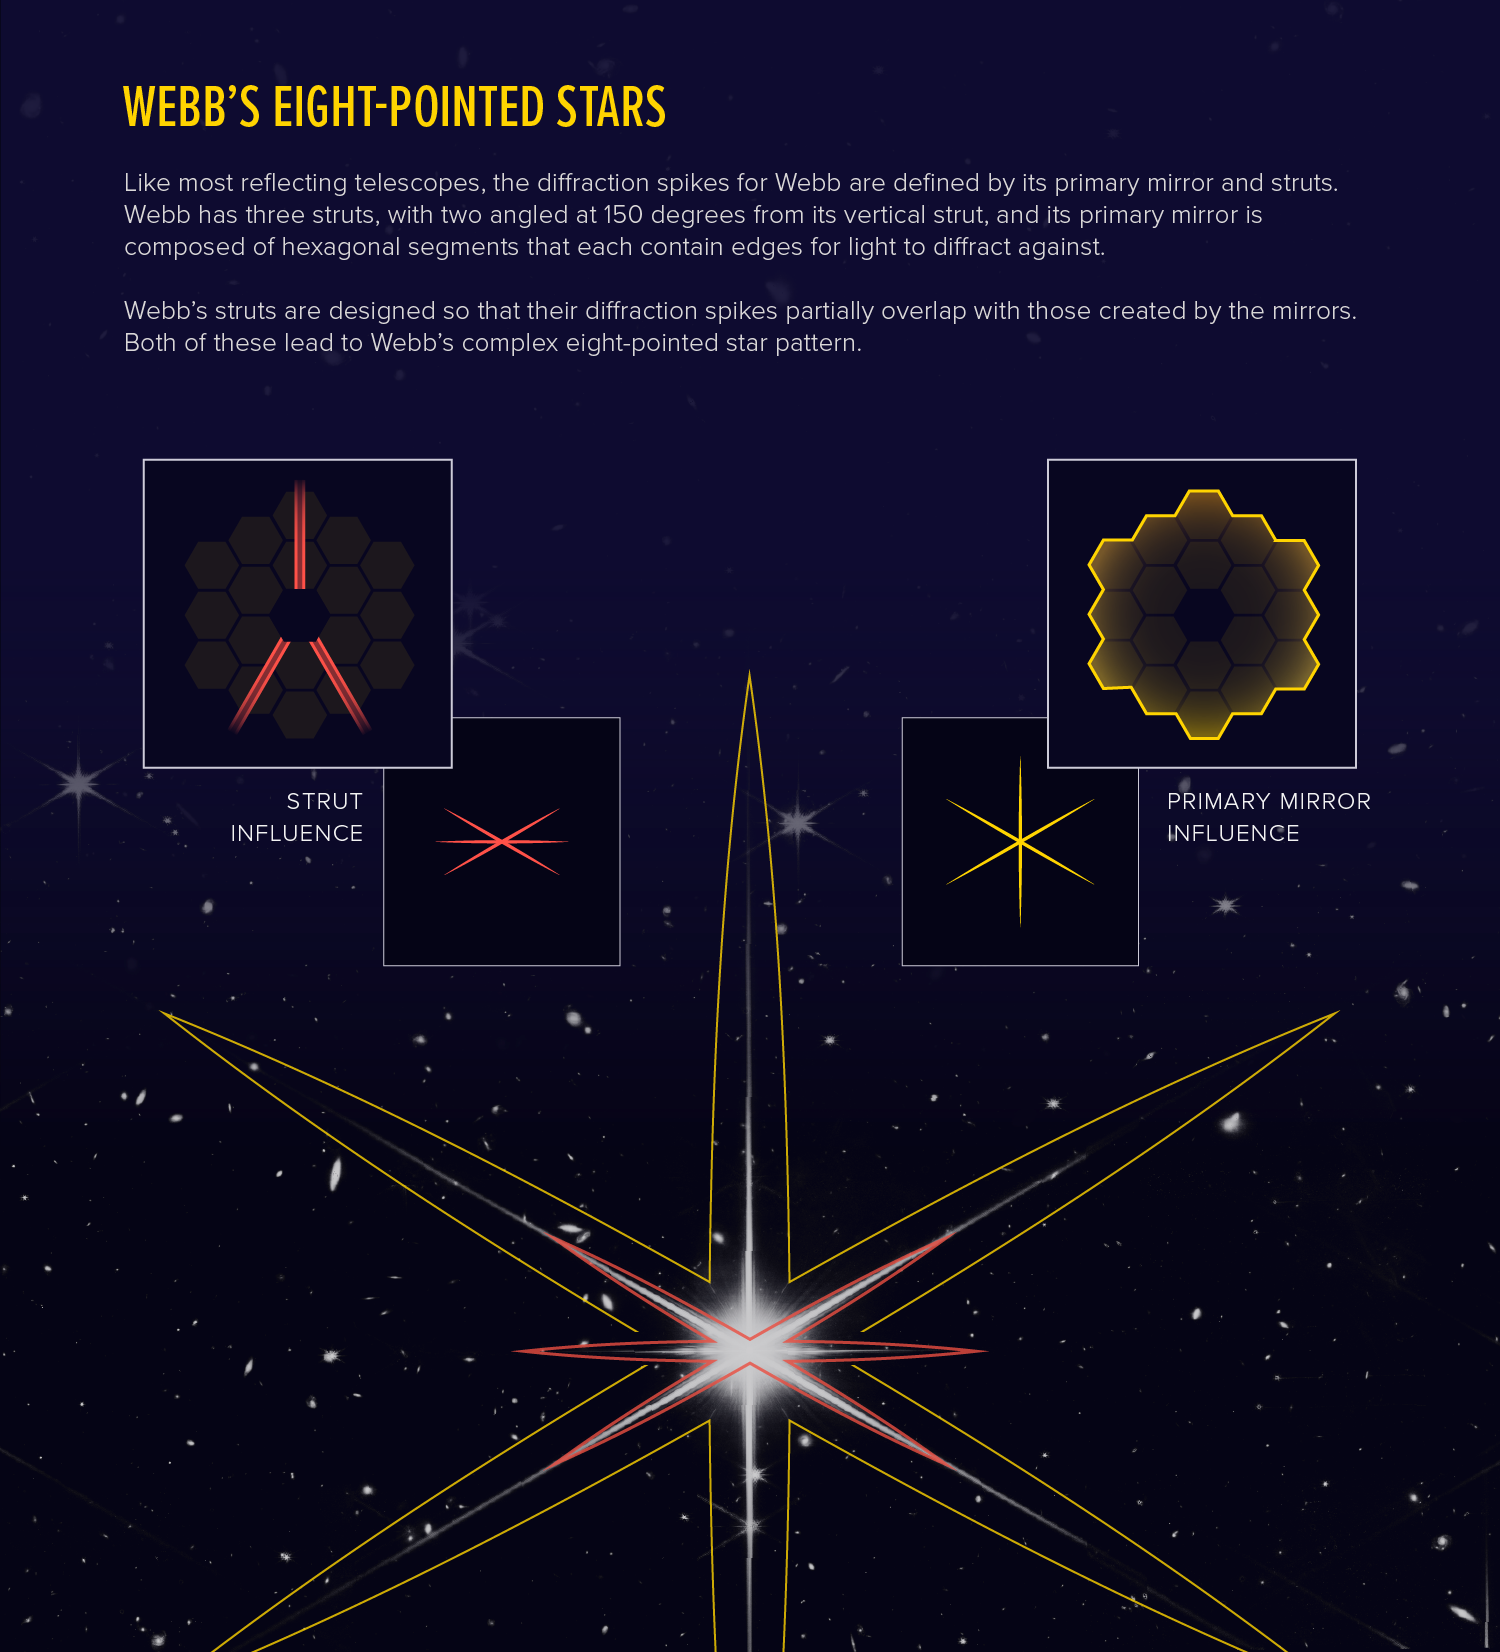 WEBB’S EIGHT-POINTED STARS
Like most reflecting telescopes, the diffraction spikes for Webb are defined by its primary mirror and struts.
Webb has three struts, with two angled at 150 degrees from its vertical strut, and its primary mirror is
composed of hexagonal segments that each contain edges for light to diffract against.
Webb’s struts are designed so that their diffraction spikes partially overlap with those created by the mirrors.
Both of these lead to Webb’s complex eight-pointed star pattern.
STRUT
INFLUENCE
PRIMARY MIRROR
INFLUENCE